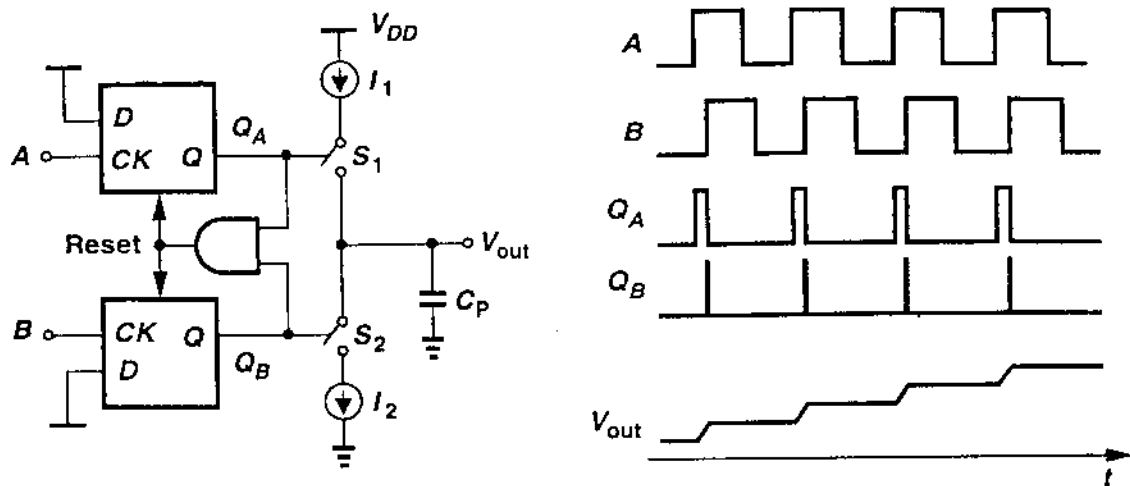 V_DD
I_1
D
Q_A
A
CK
Q
S_1
Reset
V_out
C_P
B
CK
Q
S_2
D
Q_B
I_2
A
B
Q_A
Q_B
V_out
t